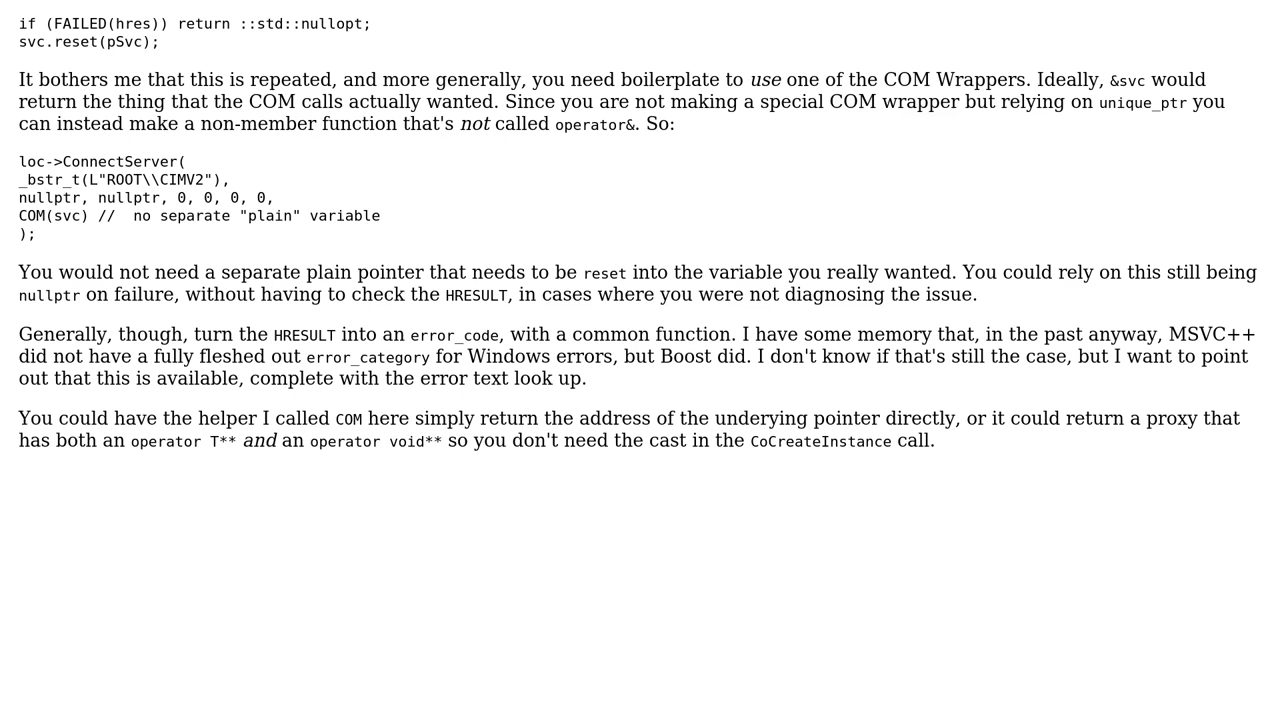 if (FAILED(hres)) return ::std::nullopt;
svc.reset(pSvc);
It bothers me that this is repeated, and more generally, you need boilerplate to use one of the COM Wrappers. Ideally, &svc would
return the thing that the COM calls actually wanted. Since you are not making a special COM wrapper but relying on unique_ptr you
can instead make a non-member function that's not called operator&. So:
loc->ConnectServer(
_bstr_t(L"ROOT\\CIMV2"),
nullptr, nullptr, 0, 0, 0, 0,
COM(svc) //  no separate "plain" variable
);
You would not need a separate plain pointer that needs to be reset into the variable you really wanted. You could rely on this still being
nullptr on failure, without having to check the HRESULT, in cases where you were not diagnosing the issue.
Generally, though, turn the HRESULT into an error_code, with a common function. I have some memory that, in the past anyway, MSVC++
did not have a fully fleshed out error_category for Windows errors, but Boost did. I don't know if that's still the case, but I want to point
out that this is available, complete with the error text look up.
You could have the helper I called COM here simply return the address of the underying pointer directly, or it could return a proxy that
has both an operator T** and an operator void** so you don't need the cast in the CoCreateInstance call.